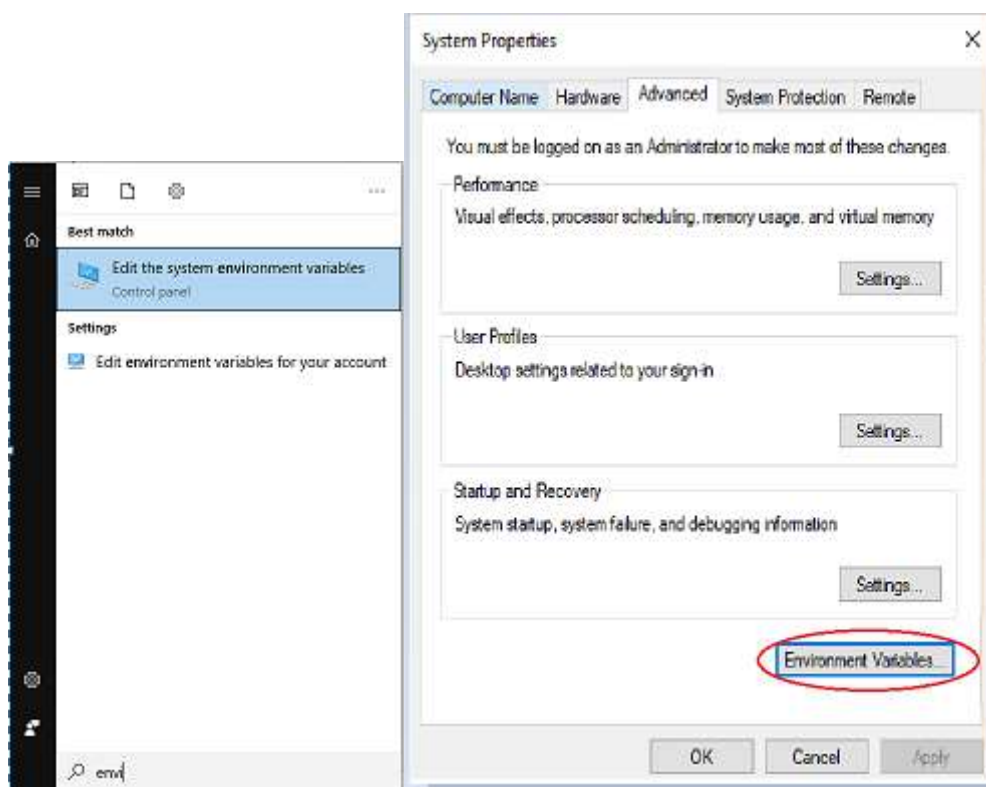 Best match
Edit the system environment variables
Control panel
Settings
Edit environment variables for your account
envi
System Properties
Computer Name Hardware Advanced System Protection Remote
You must be logged on as an Administrator to make most of these changes.
Performance
Visual effects, processor scheduling, memory usage, and virtual memory
Settings...
User Profiles
Desktop settings related to your sign-in
Settings...
Startup and Recovery
System startup, system failure, and debugging information
Settings...
Environment Variables...
OK Cancel Apply